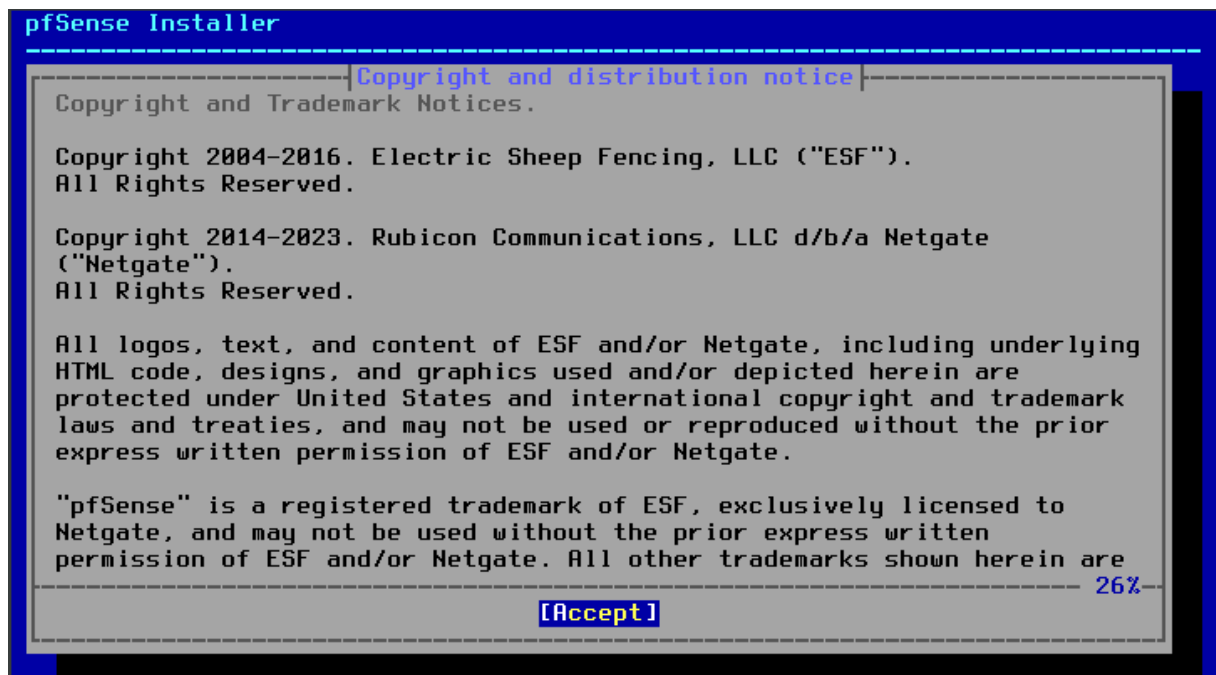 pfSense Installer
Copyright and distribution notice
Copyright and Trademark Notices.
Copyright 2004-2016. Electric Sheep Fencing, LLC ("ESF").
All Rights Reserved.
Copyright 2014-2023. Rubicon Communications, LLC d/b/a Netgate
("Netgate").
All Rights Reserved.
All logos, text, and content of ESF and/or Netgate, including underlying
HTML code, designs, and graphics used and/or depicted herein are
protected under United States and international copyright and trademark
laws and treaties, and may not be used or reproduced without the prior
express written permission of ESF and/or Netgate.
"pfSense" is a registered trademark of ESF, exclusively licensed to
Netgate, and may not be used without the prior express written
permission of ESF and/or Netgate. All other trademarks shown herein are
26%
[Accept]